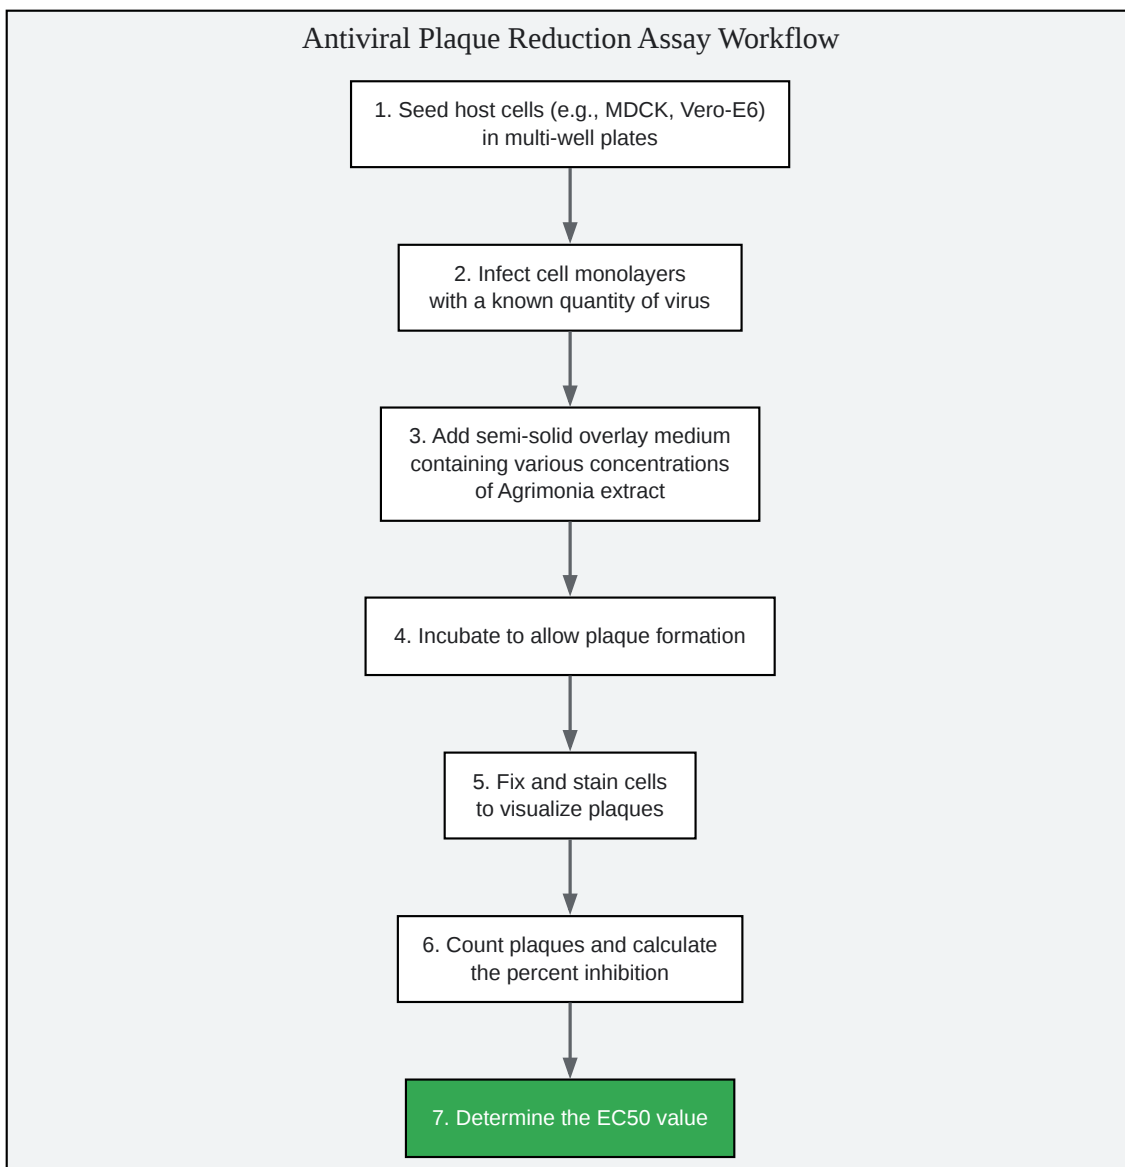 Antiviral Plaque Reduction Assay Workflow
1. Seed host cells (e.g., MDCK, Vero-E6)
in multi-well plates
2. Infect cell monolayers
with a known quantity of virus
3. Add semi-solid overlay medium
containing various concentrations
of Agrimonia extract
4. Incubate to allow plaque formation
5. Fix and stain cells
to visualize plaques
6. Count plaques and calculate
the percent inhibition
7. Determine the EC50 value